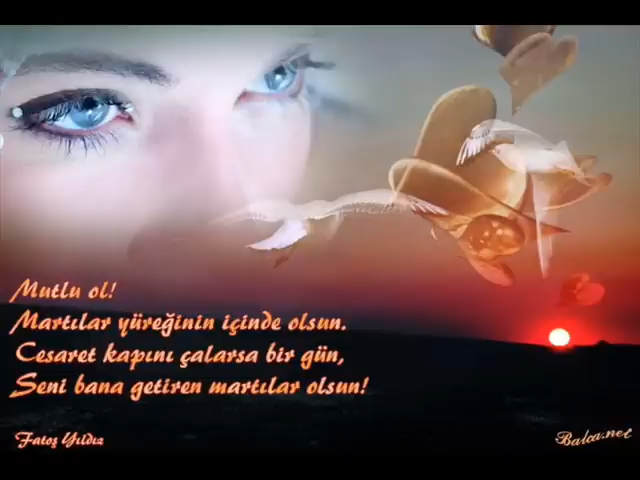 Mutlu ol!
Martılar yüreğinin içinde olsun.
Cesaret kapını çalarsa bir gün,
Seni bana getiren martılar olsun!
Fatoş Yıldız
Balca.net